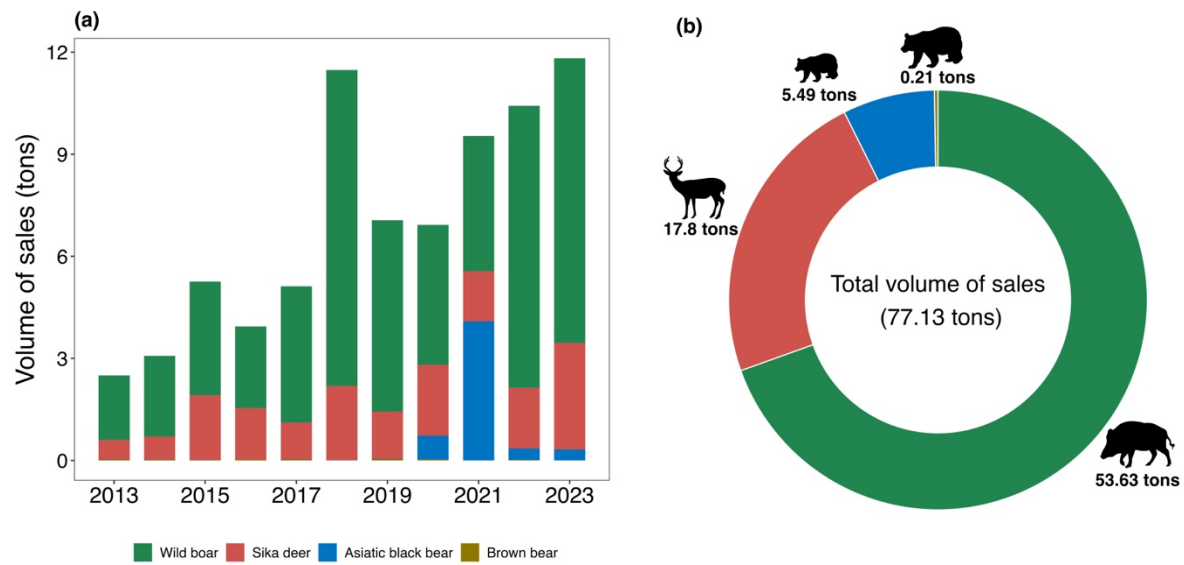 (a)
Volume of sales (tons)
12
9
6
3
0
2013 2015 2017 2019 2021 2023
Wild boar Sika deer Asiatic black bear Brown bear
(b)
0.21 tons
5.49 tons
17.8 tons
Total volume of sales
(77.13 tons)
53.63 tons